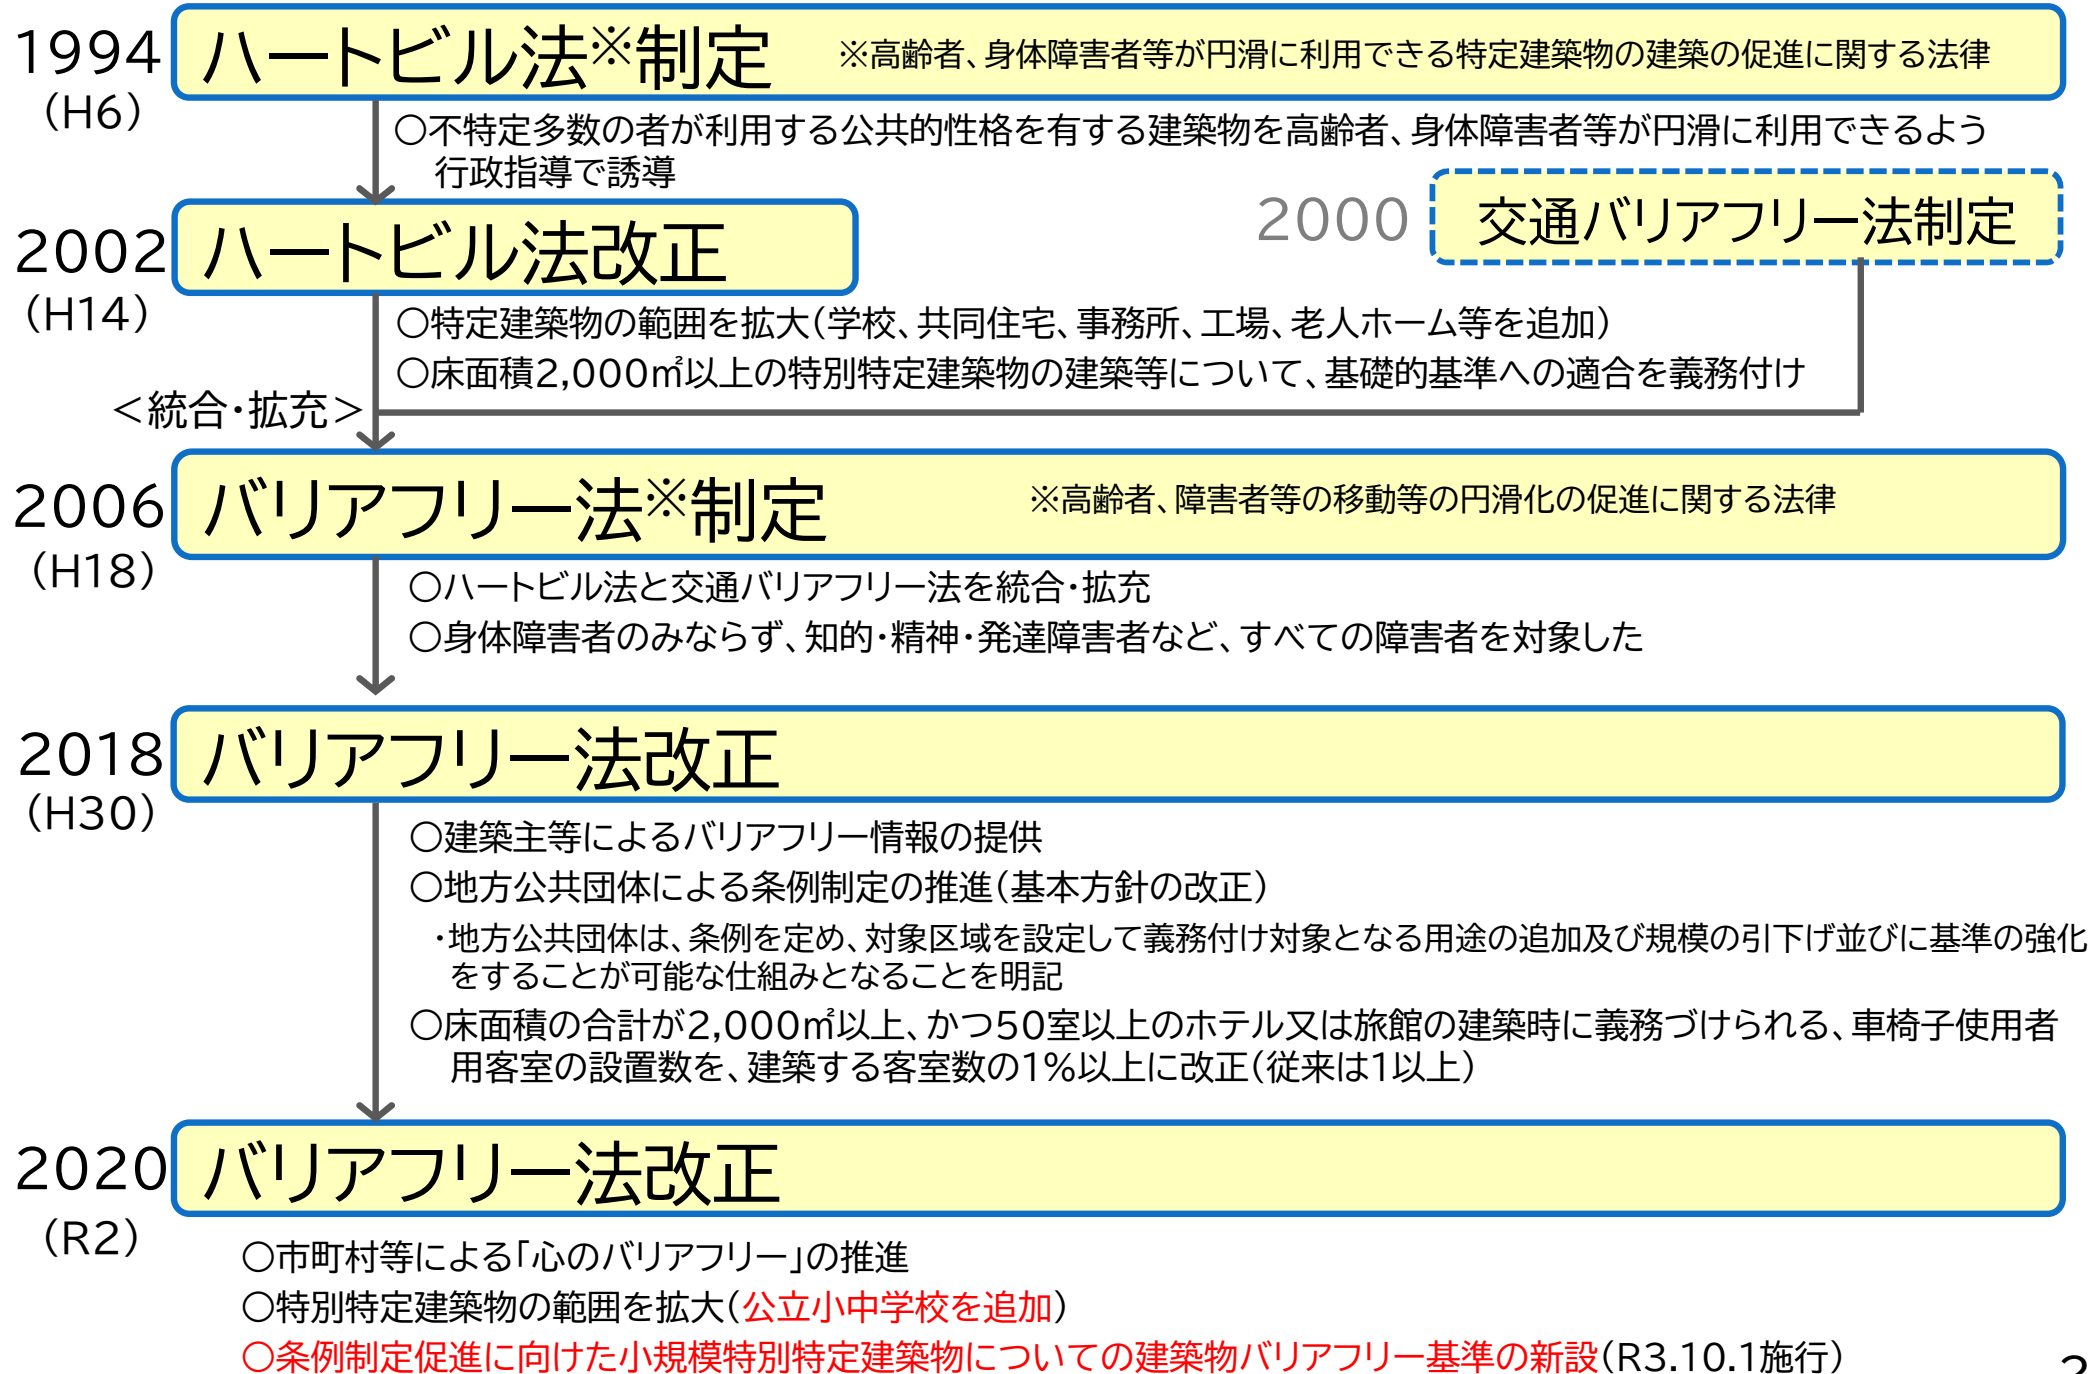 1994
(H6)
ハートビル法※制定
※高齢者、身体障害者等が円滑に利用できる特定建築物の建築の促進に関する法律
〇不特定多数の者が利用する公共的性格を有する建築物を高齢者、身体障害者等が円滑に利用できるよう
行政指導で誘導
2000
交通バリアフリー法制定
2002
(H14)
ハートビル法改正
〇特定建築物の範囲を拡大(学校、共同住宅、事務所、工場、老人ホーム等を追加)
〇床面積2,000㎡以上の特別特定建築物の建築等について、基礎的基準への適合を義務付け
<統合・拡充>
2006
(H18)
バリアフリー法※制定
※高齢者、障害者等の移動等の円滑化の促進に関する法律
〇ハートビル法と交通バリアフリー法を統合・拡充
〇身体障害者のみならず、知的・精神・発達障害者など、すべての障害者を対象した
2018
(H30)
バリアフリー法改正
〇建築主等によるバリアフリー情報の提供
〇地方公共団体による条例制定の推進(基本方針の改正)
・地方公共団体は、条例を定め、対象区域を設定して義務付け対象となる用途の追加及び規模の引下げ並びに基準の強化
をすることが可能な仕組みとなることを明記
〇床面積の合計が2,000㎡以上、かつ50室以上のホテル又は旅館の建築時に義務づけられる、車椅子使用者
用客室の設置数を、建築する客室数の1%以上に改正(従来は1以上)
2020
(R2)
バリアフリー法改正
〇市町村等による「心のバリアフリー」の推進
〇特別特定建築物の範囲を拡大(公立小中学校を追加)
〇条例制定促進に向けた小規模特別特定建築物についての建築物バリアフリー基準の新設(R3.10.1施行)